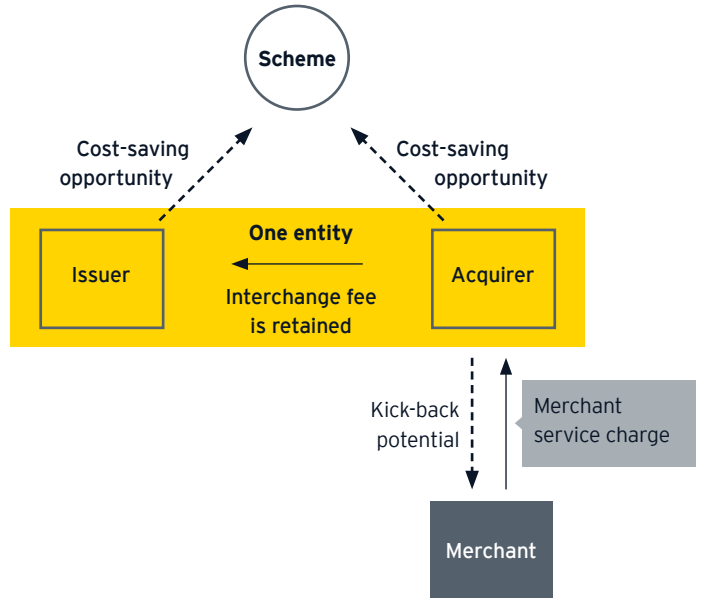 Scheme
Cost-saving
opportunity
Cost-saving
opportunity
One entity
Issuer
Acquirer
Interchange fee
is retained
Kick-back
potential
Merchant
service charge
Merchant